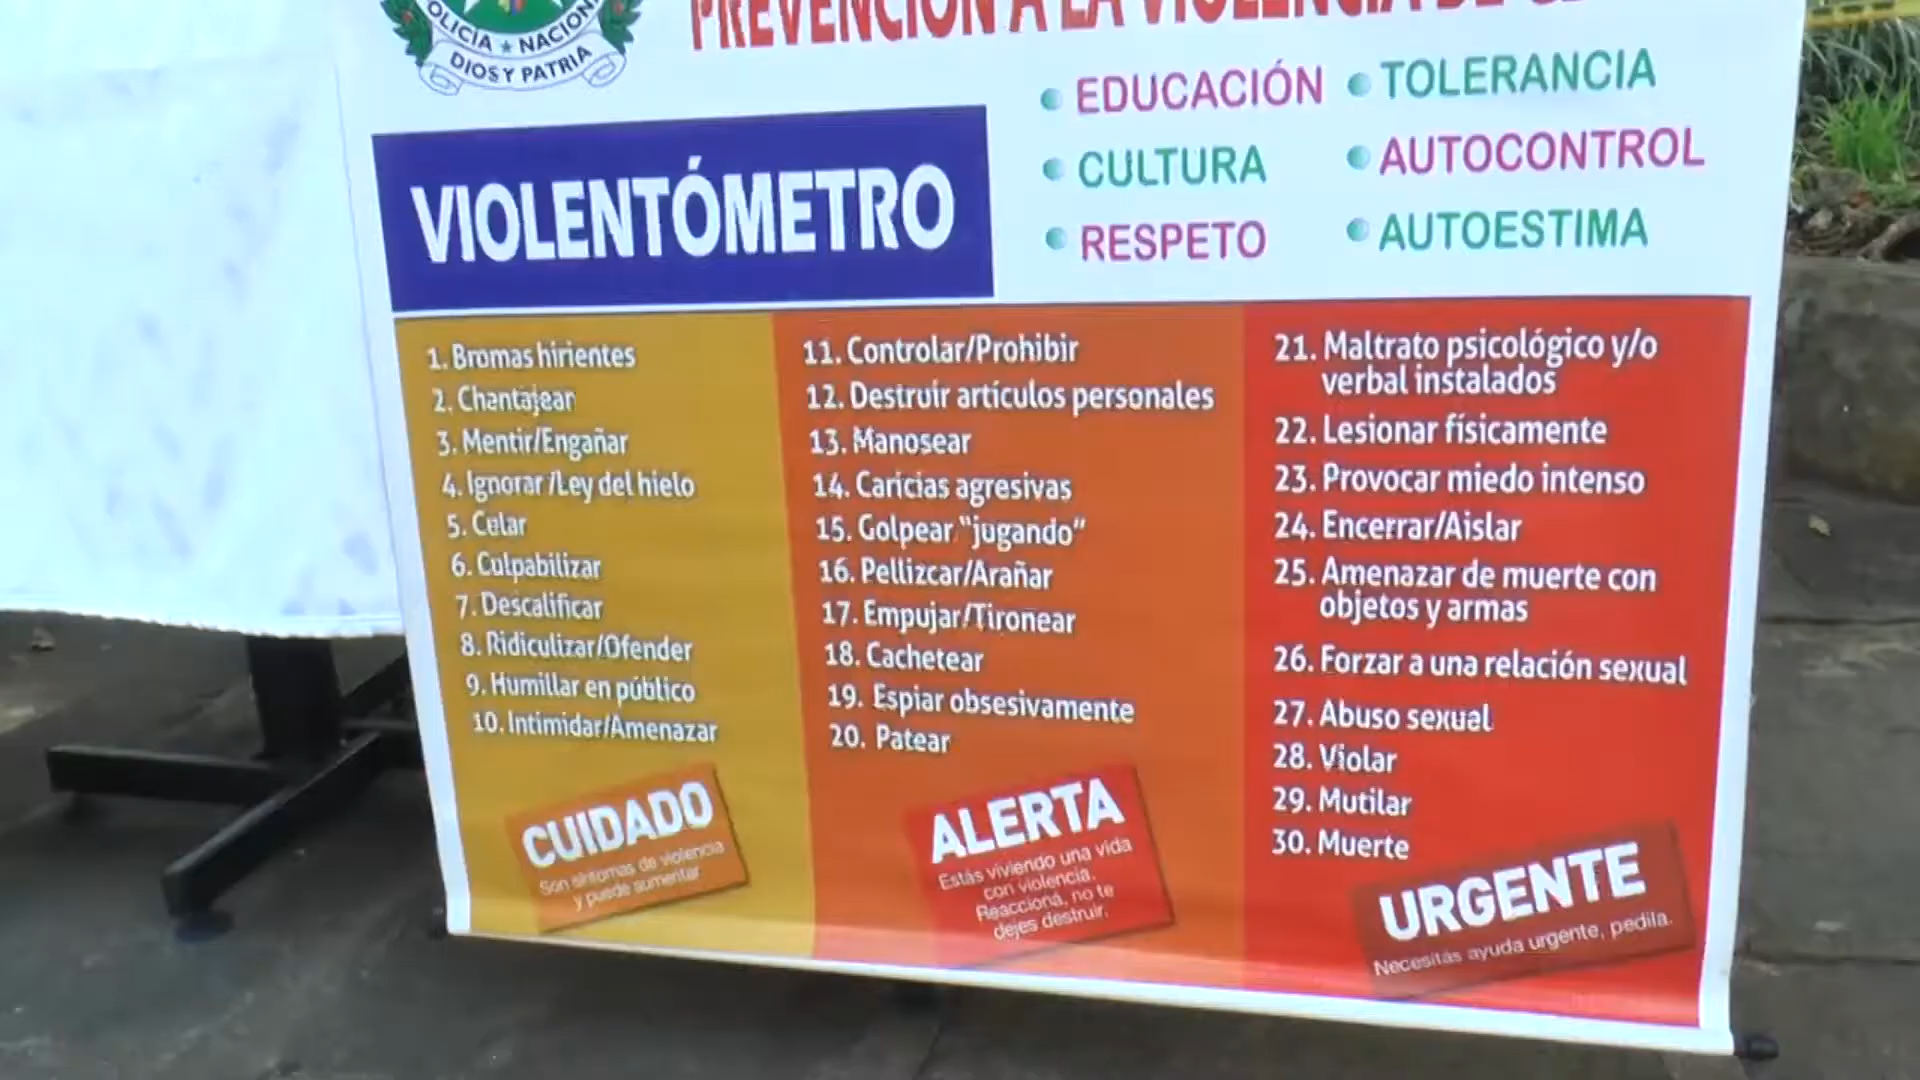 POLICÍA ★ NACIONAL
DIOS Y PATRIA
PREVENCIÓN A LA VIOLENCIA DE
• EDUCACIÓN • TOLERANCIA
• CULTURA • AUTOCONTROL
• RESPETO • AUTOESTIMA
VIOLENTÓMETRO
1. Bromas hirientes
2. Chantajear
3. Mentir/Engañar
4. Ignorar /Ley del hielo
5. Celar
6. Culpabilizar
7. Descalificar
8. Ridiculizar/Ofender
9. Humillar en público
10. Intimidar/Amenazar
CUIDADO
Son síntomas de violencia
y puede aumentar
11. Controlar/Prohibir
12. Destruir artículos personales
13. Manosear
14. Caricias agresivas
15. Golpear "jugando"
16. Pellizcar/Arañar
17. Empujar/Tironear
18. Cachetear
19. Espiar obsesivamente
20. Patear
ALERTA
Estás viviendo una vida
con violencia.
Reaccioná, no te
dejes destruir.
21. Maltrato psicológico y/o
verbal instalados
22. Lesionar físicamente
23. Provocar miedo intenso
24. Encerrar/Aislar
25. Amenazar de muerte con
objetos y armas
26. Forzar a una relación sexual
27. Abuso sexual
28. Violar
29. Mutilar
30. Muerte
URGENTE
Necesitás ayuda urgente, pedila.